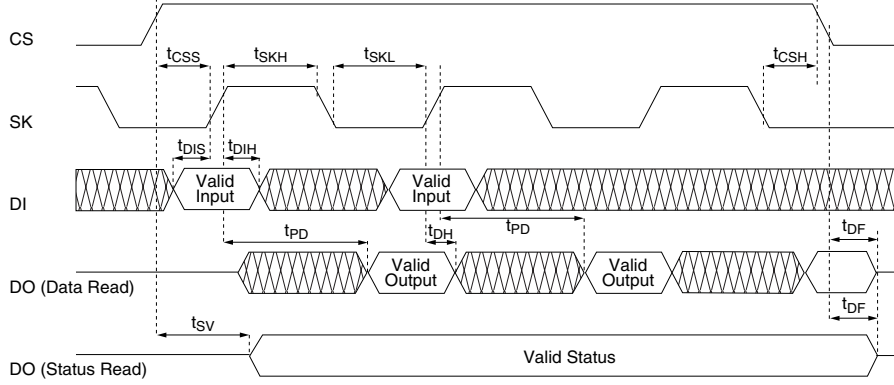 CS
tCSS tSKH tSKL tCSH
SK
tDIS tDIH
DI
Valid Input
Valid Input
tPD tDH tPD tDF
DO (Data Read)
Valid Output
Valid Output
tDF
tSV
DO (Status Read)
Valid Status